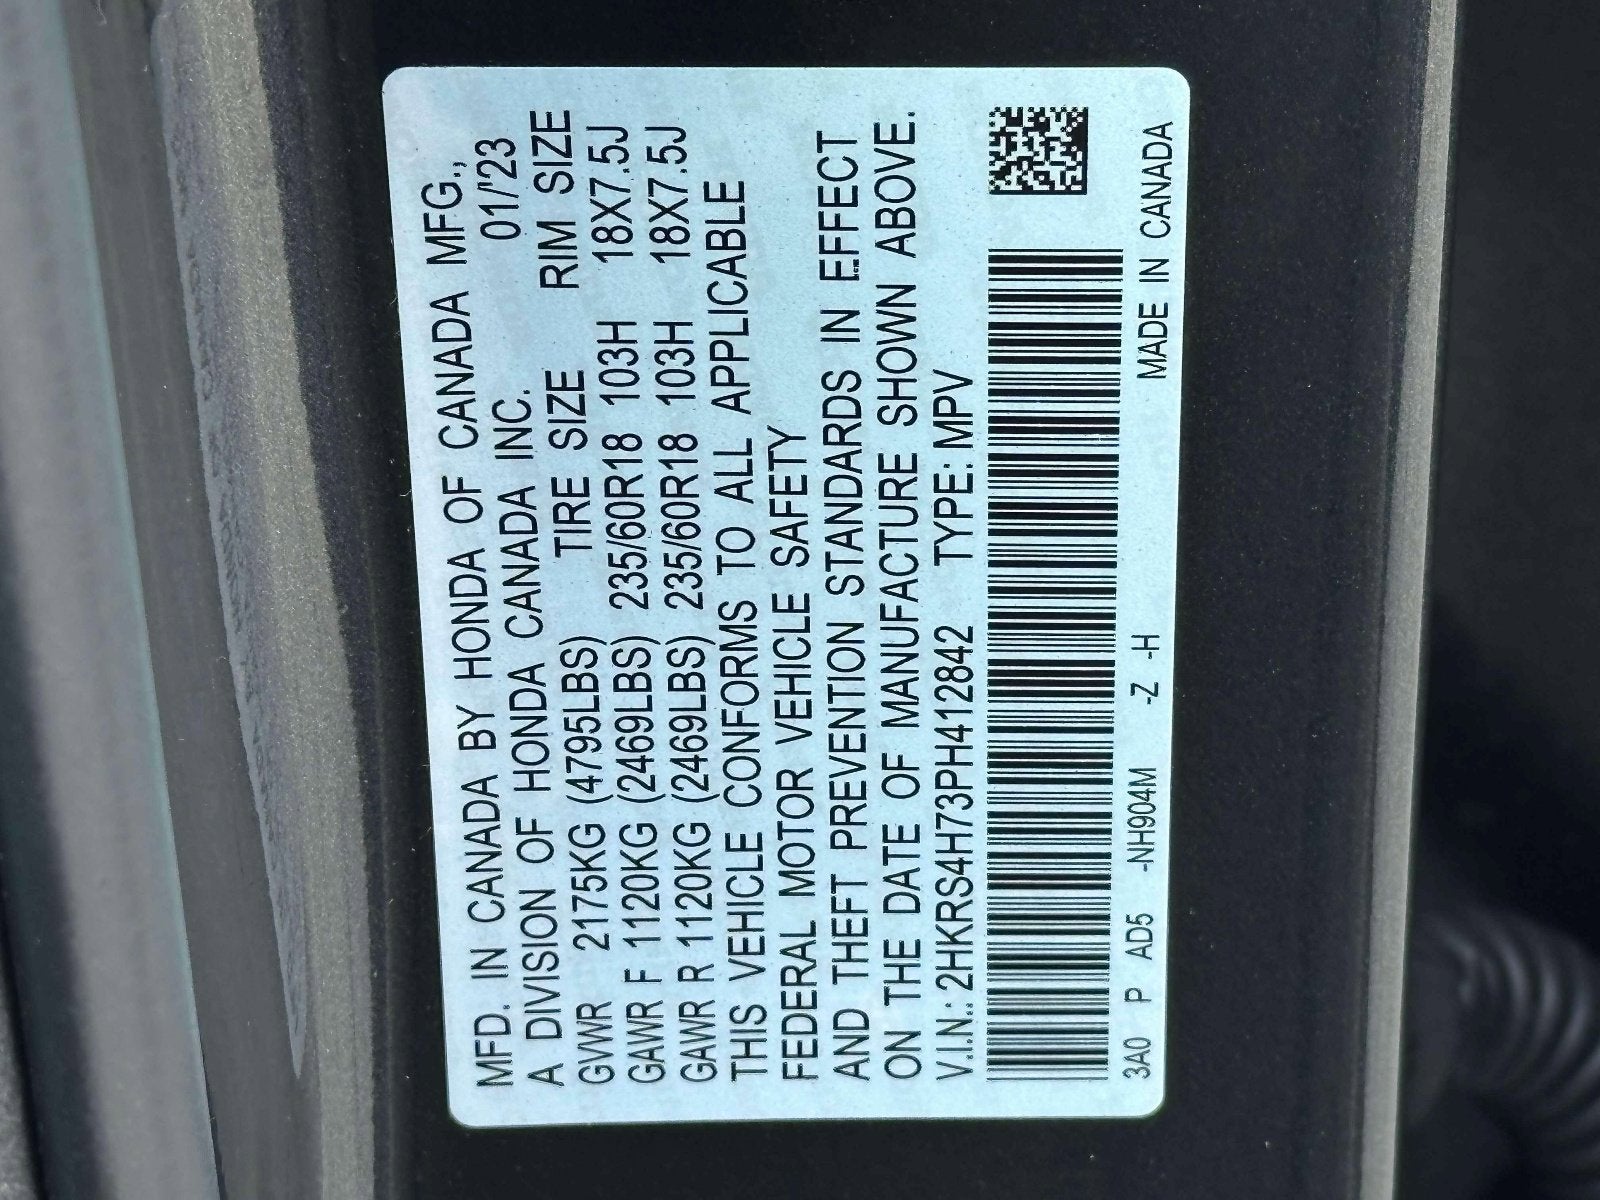 MFD. IN CANADA BY HONDA OF CANADA MFG.,
A DIVISION OF HONDA CANADA INC. 01/'23
GVWR 2175KG (4795LBS) TIRE SIZE RIM SIZE
GAWR F 1120KG (2469LBS) 235/60R18 103H 18X7.5J
GAWR R 1120KG (2469LBS) 235/60R18 103H 18X7.5J
THIS VEHICLE CONFORMS TO ALL APPLICABLE
FEDERAL MOTOR VEHICLE SAFETY
AND THEFT PREVENTION STANDARDS IN EFFECT
ON THE DATE OF MANUFACTURE SHOWN ABOVE.
V.I.N.: 2HKRS4H73PH412842 TYPE: MPV
3A0 P AD5 -NH904M -Z -H MADE IN CANADA